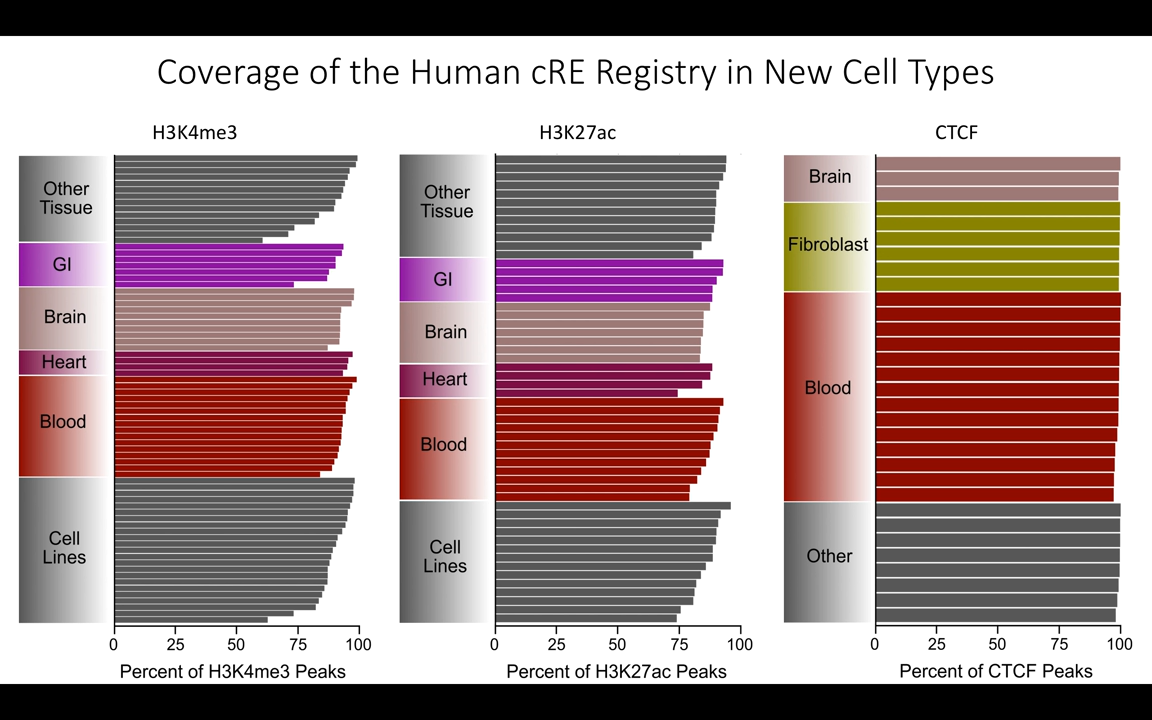 Coverage of the Human cRE Registry in New Cell Types
H3K4me3
Other
Tissue
GI
Brain
Heart
Blood
Cell
Lines
0 25 50 75 100
Percent of H3K4me3 Peaks
H3K27ac
Other
Tissue
GI
Brain
Heart
Blood
Cell
Lines
0 25 50 75 100
Percent of H3K27ac Peaks
CTCF
Brain
Fibroblast
Blood
Other
0 25 50 75 100
Percent of CTCF Peaks